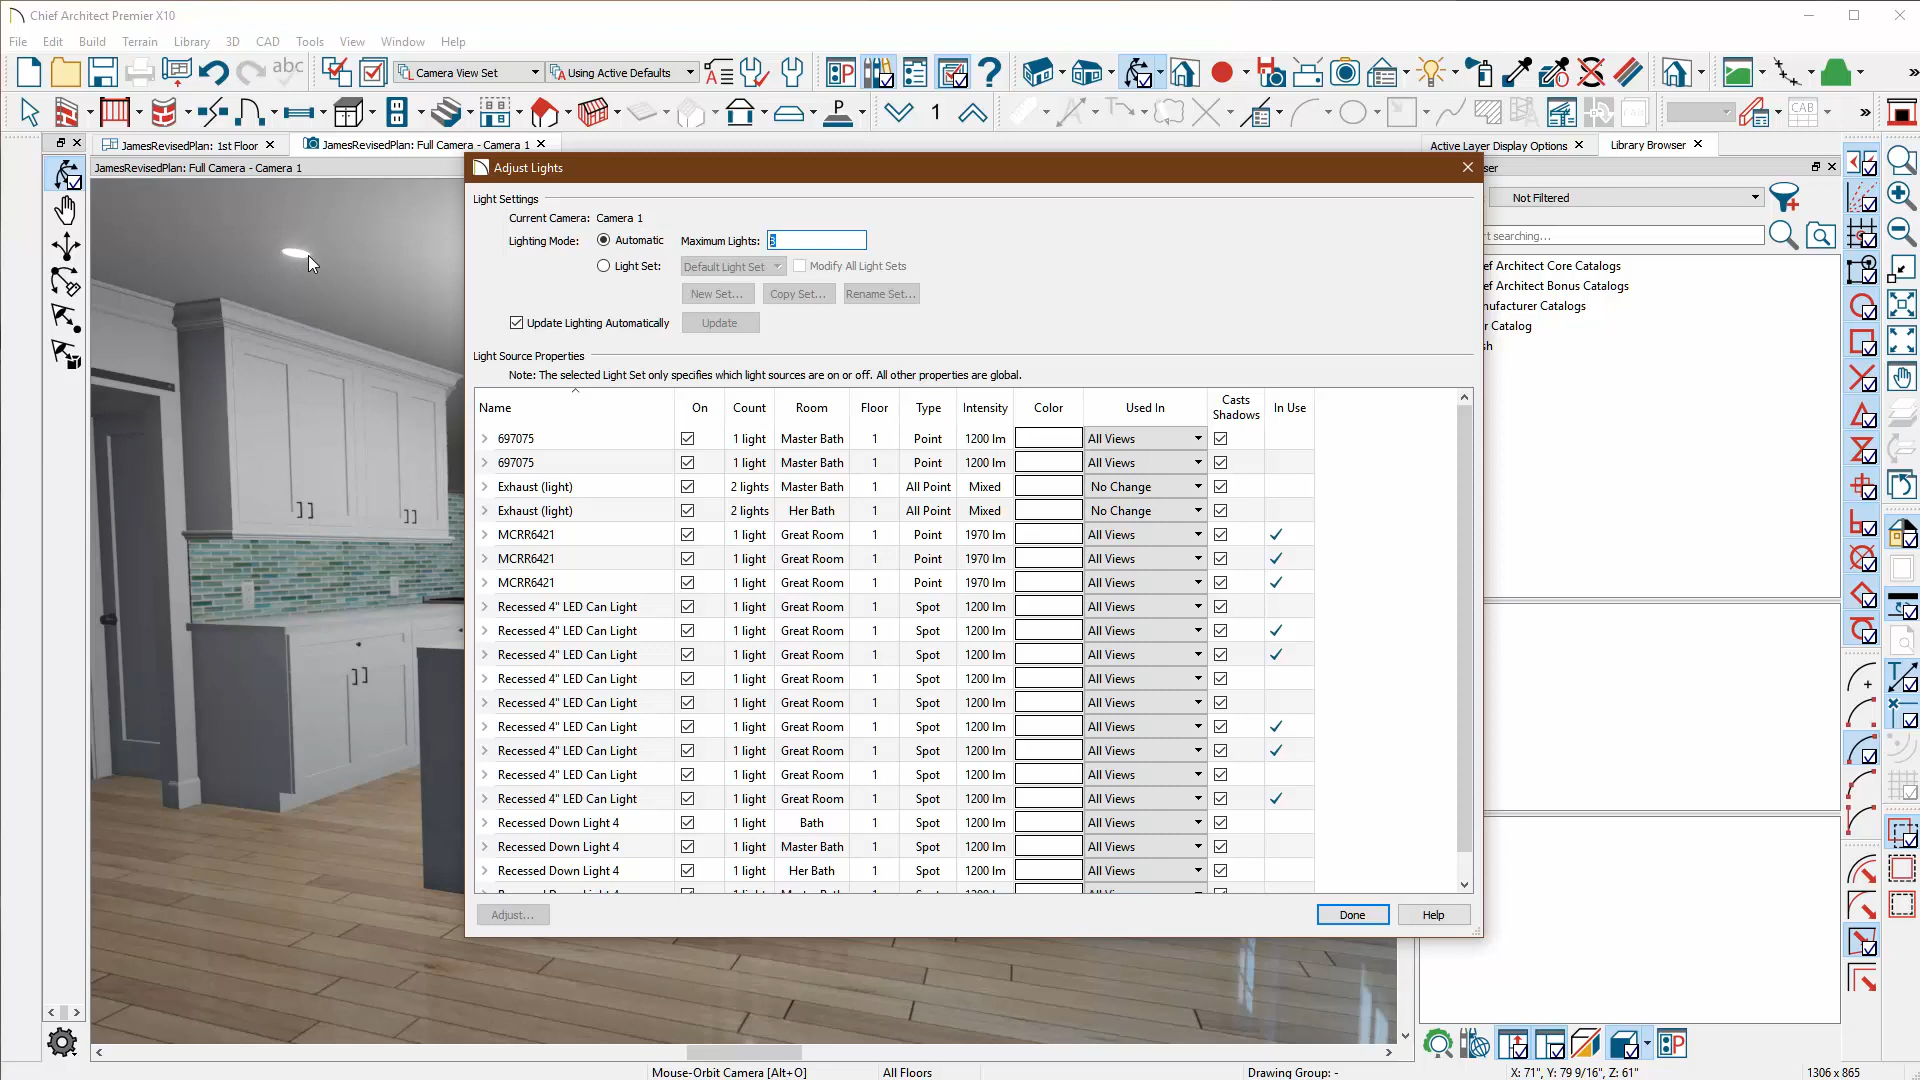 Chief Architect Premier X10
File Edit Build Terrain Library 3D CAD Tools View Window Help
abc Camera View Set Using Active Defaults
1 CAB
JamesRevisedPlan: 1st Floor JamesRevisedPlan: Full Camera - Camera 1 Active Layer Display Options Library Browser
JamesRevisedPlan: Full Camera - Camera 1
Adjust Lights
ser
Light Settings
Not Filtered
Current Camera: Camera 1
Lighting Mode: Automatic Maximum Lights:
rt searching...
Light Set: Default Light Set Modify All Light Sets
New Set... Copy Set... Rename Set...
Update Lighting Automatically Update
ef Architect Core Catalogs
ef Architect Bonus Catalogs
nufacturer Catalogs
r Catalog
sh
Light Source Properties
Note: The selected Light Set only specifies which light sources are on or off. All other properties are global.
Name On Count Room Floor Type Intensity Color Used In Casts Shadows In Use
697075 1 light Master Bath 1 Point 1200 lm All Views
697075 1 light Master Bath 1 Point 1200 lm All Views
Exhaust (light) 2 lights Master Bath 1 All Point Mixed No Change
Exhaust (light) 2 lights Her Bath 1 All Point Mixed No Change
MCRR6421 1 light Great Room 1 Point 1970 lm All Views
MCRR6421 1 light Great Room 1 Point 1970 lm All Views
MCRR6421 1 light Great Room 1 Point 1970 lm All Views
Recessed 4" LED Can Light 1 light Great Room 1 Spot 1200 lm All Views
Recessed 4" LED Can Light 1 light Great Room 1 Spot 1200 lm All Views
Recessed 4" LED Can Light 1 light Great Room 1 Spot 1200 lm All Views
Recessed 4" LED Can Light 1 light Great Room 1 Spot 1200 lm All Views
Recessed 4" LED Can Light 1 light Great Room 1 Spot 1200 lm All Views
Recessed 4" LED Can Light 1 light Great Room 1 Spot 1200 lm All Views
Recessed 4" LED Can Light 1 light Great Room 1 Spot 1200 lm All Views
Recessed 4" LED Can Light 1 light Great Room 1 Spot 1200 lm All Views
Recessed 4" LED Can Light 1 light Great Room 1 Spot 1200 lm All Views
Recessed Down Light 4 1 light Bath 1 Spot 1200 lm All Views
Recessed Down Light 4 1 light Master Bath 1 Spot 1200 lm All Views
Recessed Down Light 4 1 light Her Bath 1 Spot 1200 lm All Views
Adjust... Done Help
Mouse-Orbit Camera [Alt+O] All Floors Drawing Group: - X: 71", Y: 79 9/16", Z: 61" 1306 x 865